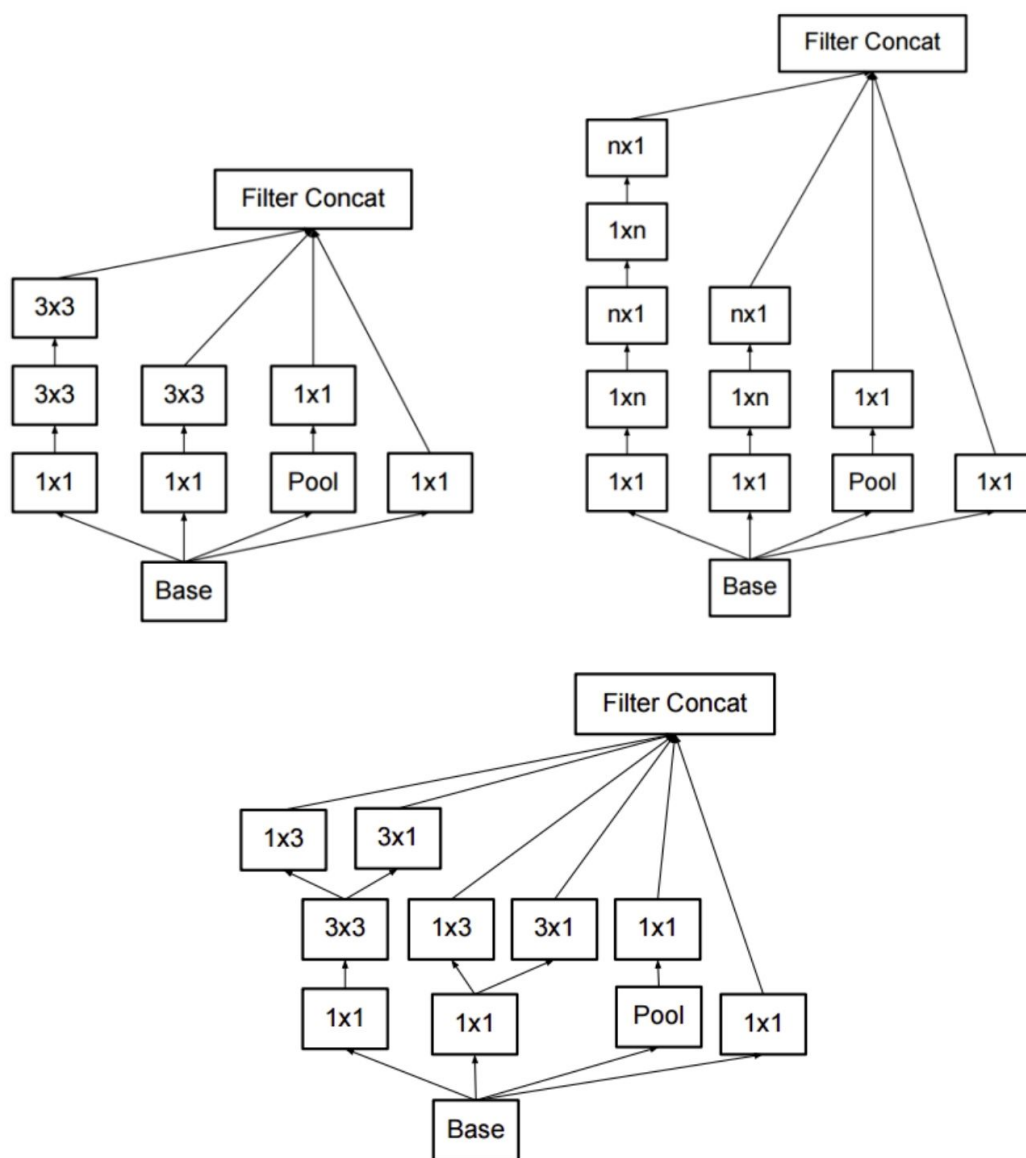 Filter Concat
3x3
3x3 3x3 1x1
1x1 1x1 Pool 1x1
Base
Filter Concat
nx1
1xn
nx1 nx1
1xn 1xn 1x1
1x1 1x1 Pool 1x1
Base
Filter Concat
1x3 3x1
3x3 1x3 3x1 1x1
1x1 1x1 Pool 1x1
Base